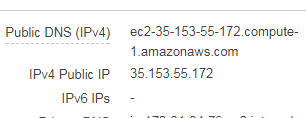 Public DNS (IPv4) ec2-35-153-55-172.compute-
1.amazonaws.com
IPv4 Public IP 35.153.55.172
IPv6 IPs -